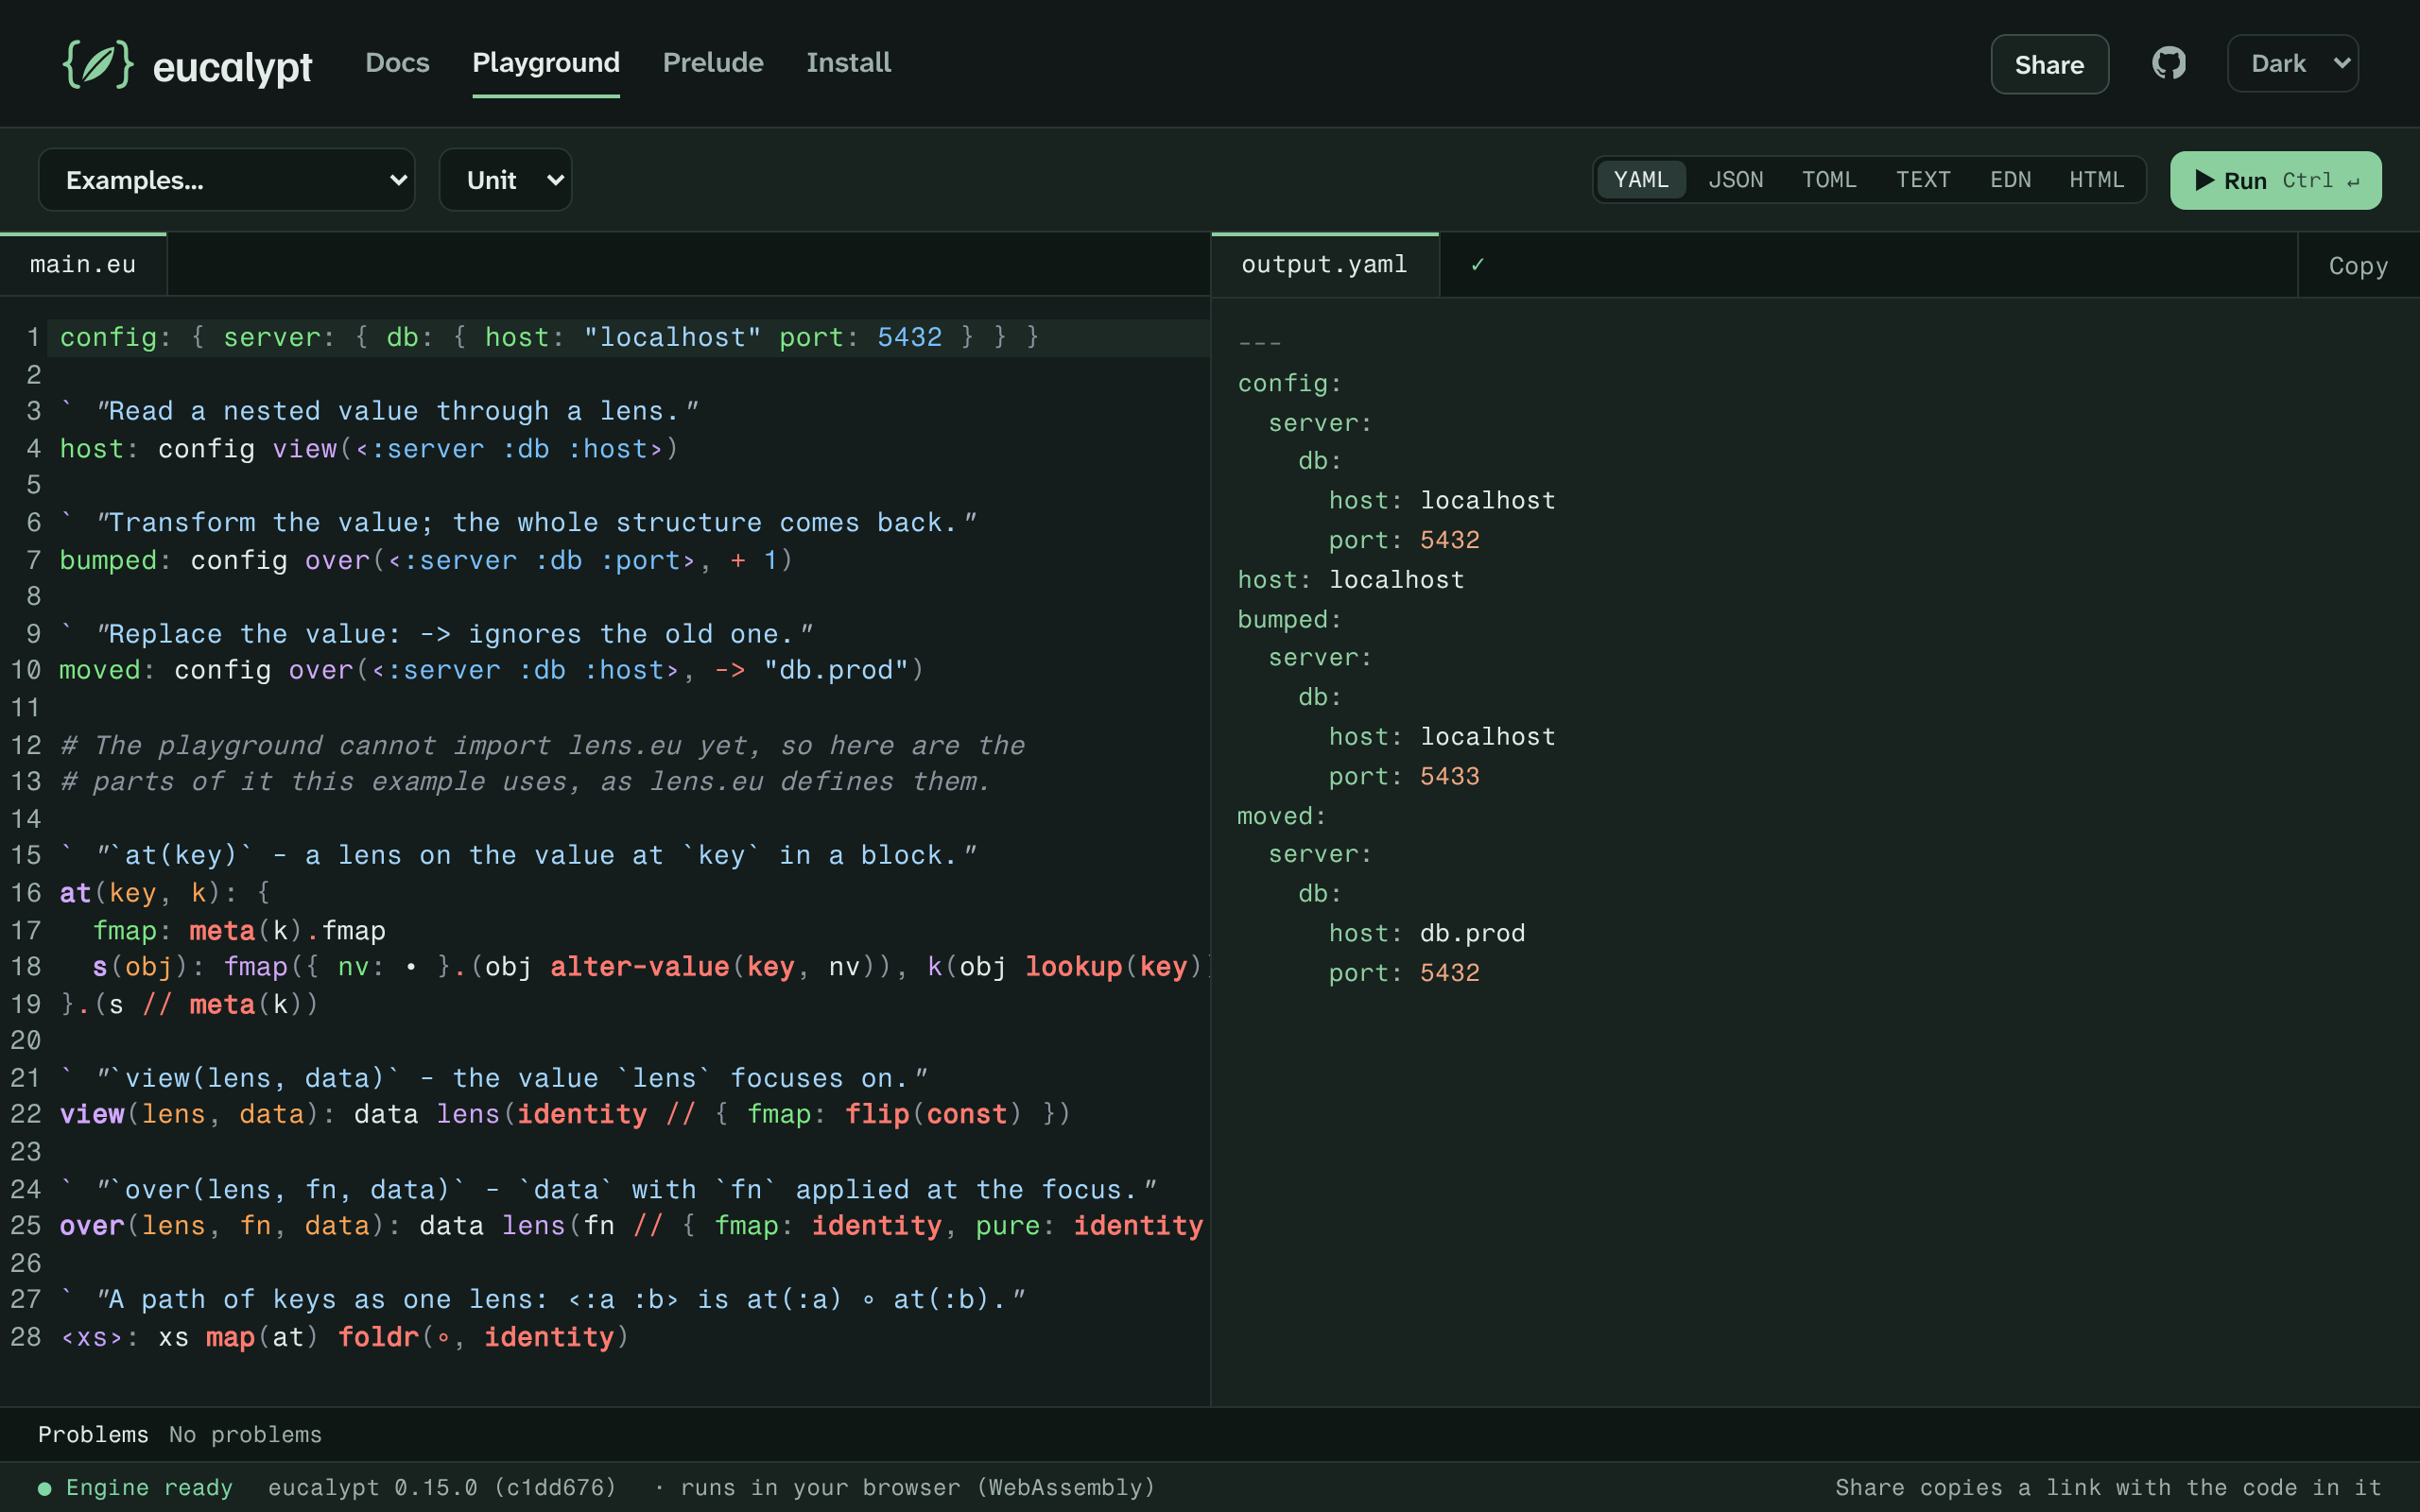 eucalypt Docs Playground Prelude Install Share Dark
Examples... Unit YAML JSON TOML TEXT EDN HTML Run Ctrl ↵
main.eu
1 config: { server: { db: { host: "localhost" port: 5432 } } }
2
3 ` "Read a nested value through a lens."
4 host: config view(‹:server :db :host›)
5
6 ` "Transform the value; the whole structure comes back."
7 bumped: config over(‹:server :db :port›, + 1)
8
9 ` "Replace the value: -> ignores the old one."
10 moved: config over(‹:server :db :host›, -> "db.prod")
11
12 # The playground cannot import lens.eu yet, so here are the
13 # parts of it this example uses, as lens.eu defines them.
14
15 ` "`at(key)` - a lens on the value at `key` in a block."
16 at(key, k): {
17   fmap: meta(k).fmap
18   s(obj): fmap({ nv: • }.(obj alter-value(key, nv)), k(obj lookup(key)
19 }.(s // meta(k))
20
21 ` "`view(lens, data)` - the value `lens` focuses on."
22 view(lens, data): data lens(identity // { fmap: flip(const) })
23
24 ` "`over(lens, fn, data)` - `data` with `fn` applied at the focus."
25 over(lens, fn, data): data lens(fn // { fmap: identity, pure: identity
26
27 ` "A path of keys as one lens: ‹:a :b› is at(:a) ∘ at(:b)."
28 ‹xs›: xs map(at) foldr(∘, identity)
output.yaml ✓ Copy
---
config:
  server:
    db:
      host: localhost
      port: 5432
host: localhost
bumped:
  server:
    db:
      host: localhost
      port: 5433
moved:
  server:
    db:
      host: db.prod
      port: 5432
Problems No problems
Engine ready eucalypt 0.15.0 (c1dd676) · runs in your browser (WebAssembly) Share copies a link with the code in it